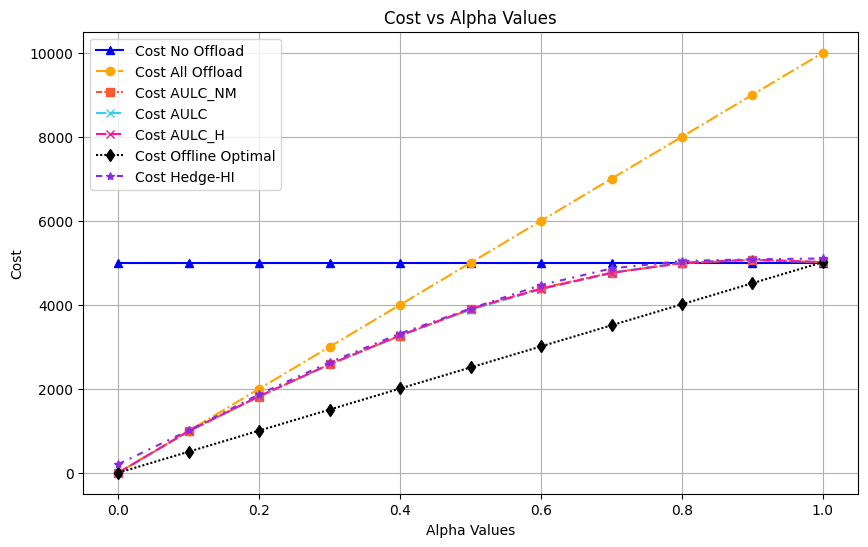 Cost vs Alpha Values
Cost No Offload
Cost All Offload
Cost AULC_NM
Cost AULC
Cost AULC_H
Cost Offline Optimal
Cost Hedge-HI
Cost
10000
8000
6000
4000
2000
0
0.0 0.2 0.4 0.6 0.8 1.0
Alpha Values